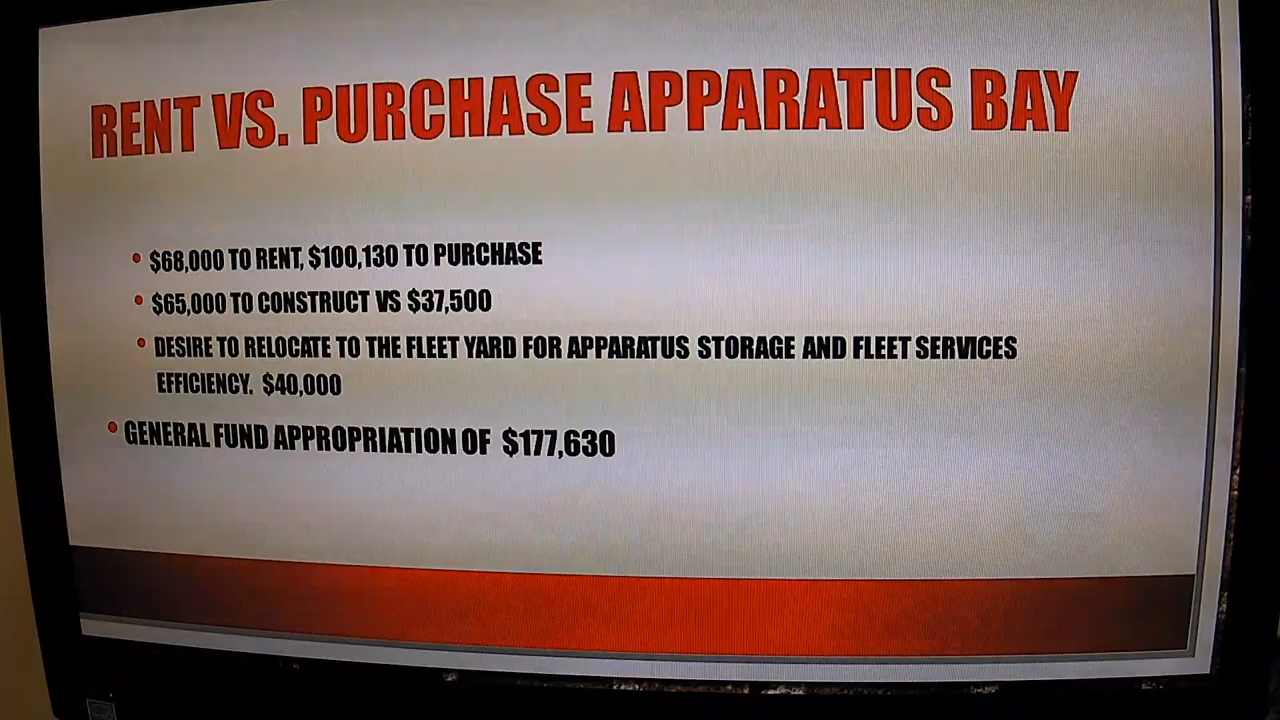 RENT VS. PURCHASE APPARATUS BAY
• $68,000 TO RENT, $100,130 TO PURCHASE
• $65,000 TO CONSTRUCT VS $37,500
• DESIRE TO RELOCATE TO THE FLEET YARD FOR APPARATUS STORAGE AND FLEET SERVICES
EFFICIENCY. $40,000
• GENERAL FUND APPROPRIATION OF $177,630